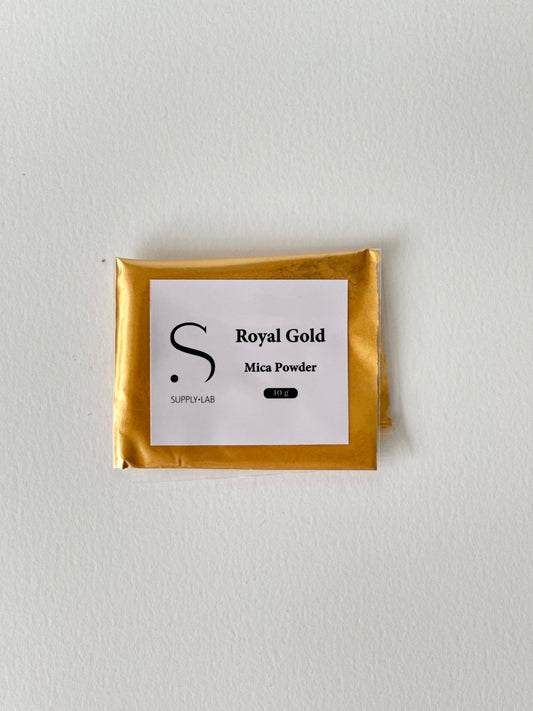 .S
SUPPLY•LAB
Royal Gold
Mica Powder
10 g